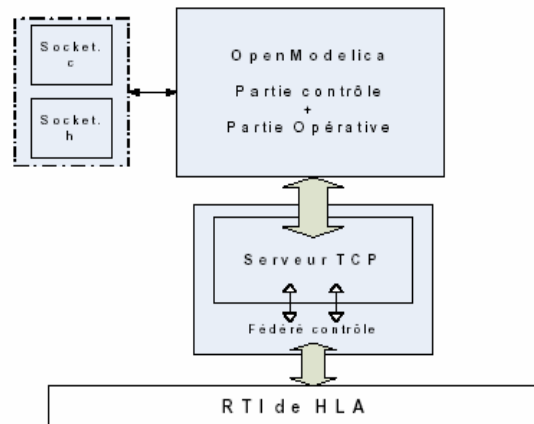 Socket.
c
Socket.
h
OpenModelica
Partie contrôle
+
Partie Opérative
Serveur TCP
Fédéré contrôle
RTI de HLA